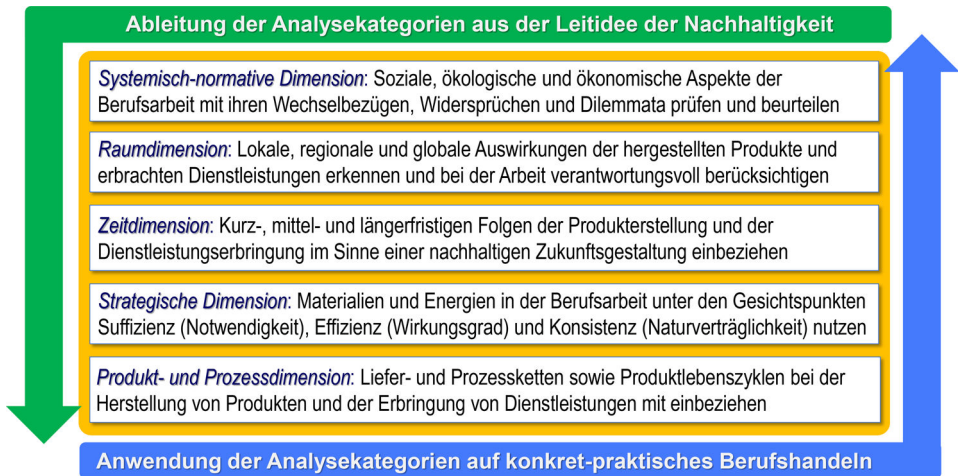 Ableitung der Analysekategorien aus der Leitidee der Nachhaltigkeit
Systemisch-normative Dimension: Soziale, ökologische und ökonomische Aspekte der
Berufsarbeit mit ihren Wechselbezügen, Widersprüchen und Dilemmata prüfen und beurteilen
Raumdimension: Lokale, regionale und globale Auswirkungen der hergestellten Produkte und
erbrachten Dienstleistungen erkennen und bei der Arbeit verantwortungsvoll berücksichtigen
Zeitdimension: Kurz-, mittel- und längerfristigen Folgen der Produkterstellung und der
Dienstleistungserbringung im Sinne einer nachhaltigen Zukunftsgestaltung einbeziehen
Strategische Dimension: Materialien und Energien in der Berufsarbeit unter den Gesichtspunkten
Suffizienz (Notwendigkeit), Effizienz (Wirkungsgrad) und Konsistenz (Naturverträglichkeit) nutzen
Produkt- und Prozessdimension: Liefer- und Prozessketten sowie Produktlebenszyklen bei der
Herstellung von Produkten und der Erbringung von Dienstleistungen mit einbeziehen
Anwendung der Analysekategorien auf konkret-praktisches Berufshandeln